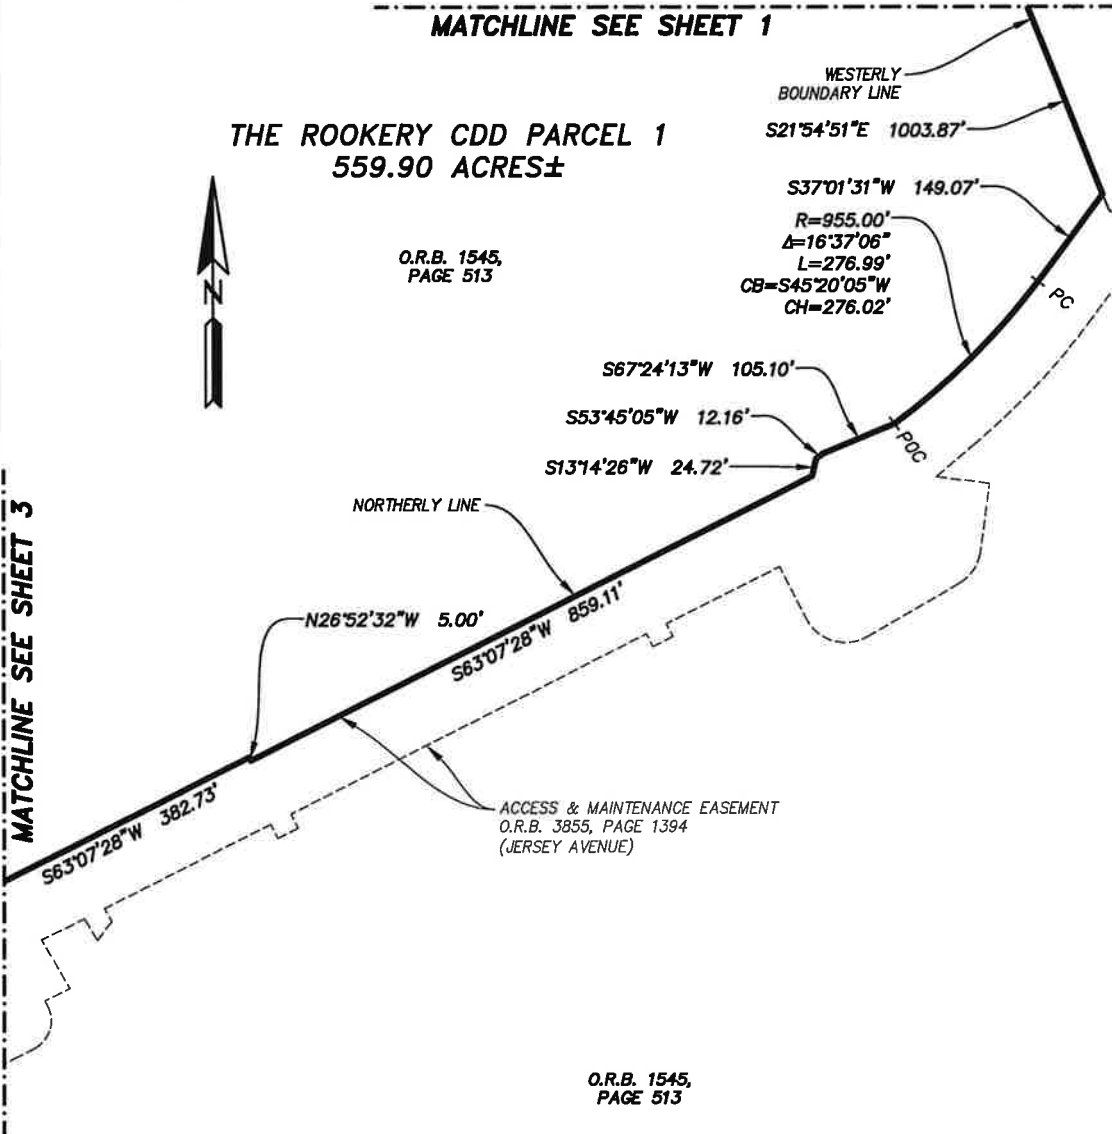 MATCHLINE SEE SHEET 1
WESTERLY
BOUNDARY LINE
THE ROOKERY CDD PARCEL 1
559.90 ACRES±
S21°54'51"E 1003.87'
S37°01'31"W 149.07'
R=955.00'
Δ=16°37'06"
L=276.99'
CB=S45°20'05"W
CH=276.02'
O.R.B. 1545,
PAGE 513
N
PC
S67°24'13"W 105.10'
S53°45'05"W 12.16'
POC
S13°14'26"W 24.72'
NORTHERLY LINE
MATCHLINE SEE SHEET 3
N26°52'32"W 5.00'
S63°07'28"W 859.11'
S63°07'28"W 382.73'
ACCESS & MAINTENANCE EASEMENT
O.R.B. 3855, PAGE 1394
(JERSEY AVENUE)
O.R.B. 1545,
PAGE 513